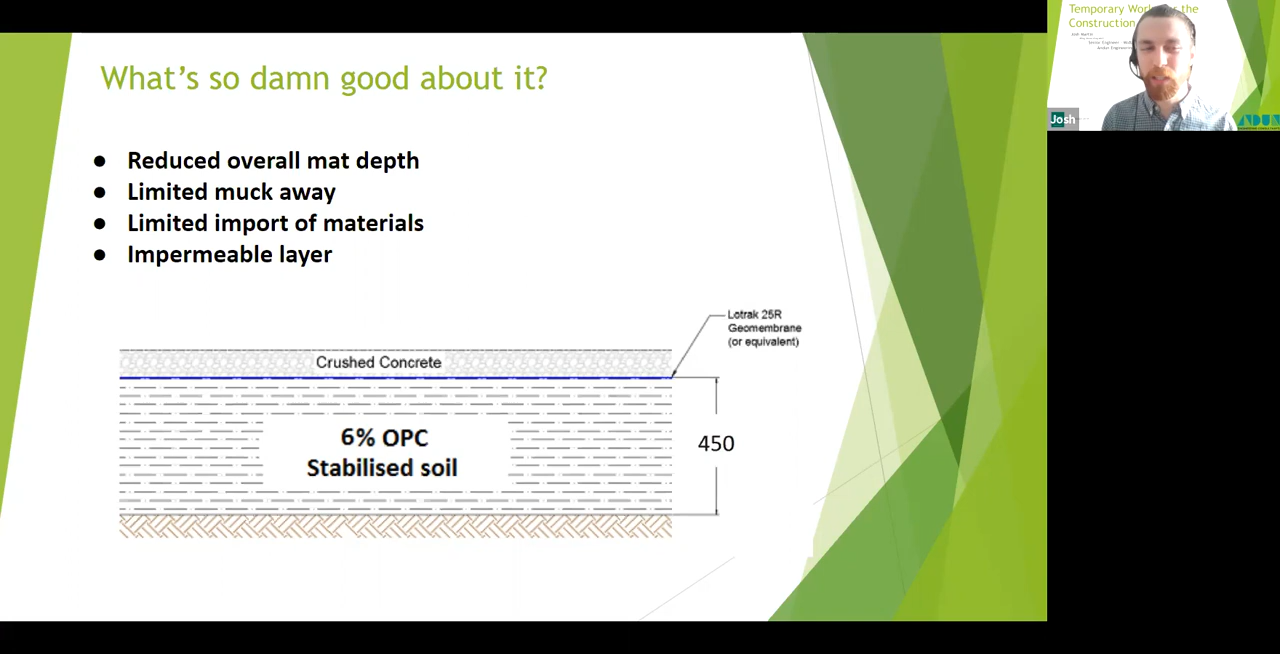 What's so damn good about it?
● Reduced overall mat depth
● Limited muck away
● Limited import of materials
● Impermeable layer
Lotrak 25R
Geomembrane
(or equivalent)
Crushed Concrete
6% OPC
Stabilised soil
450
Temporary the
Construction
Josh